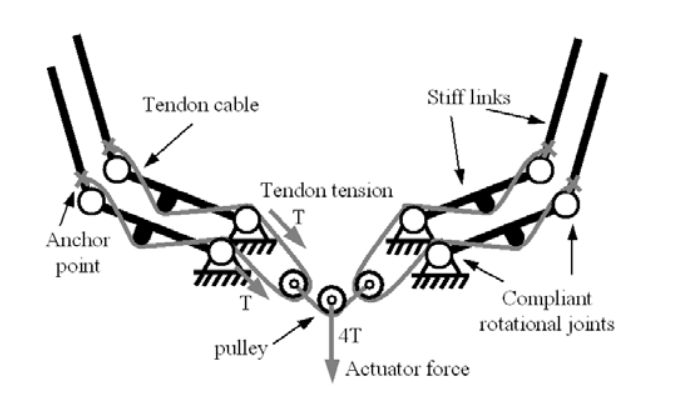 Tendon cable
Stiff links
Tendon tension
T
Anchor
point
T
Compliant
rotational joints
pulley
4T
Actuator force